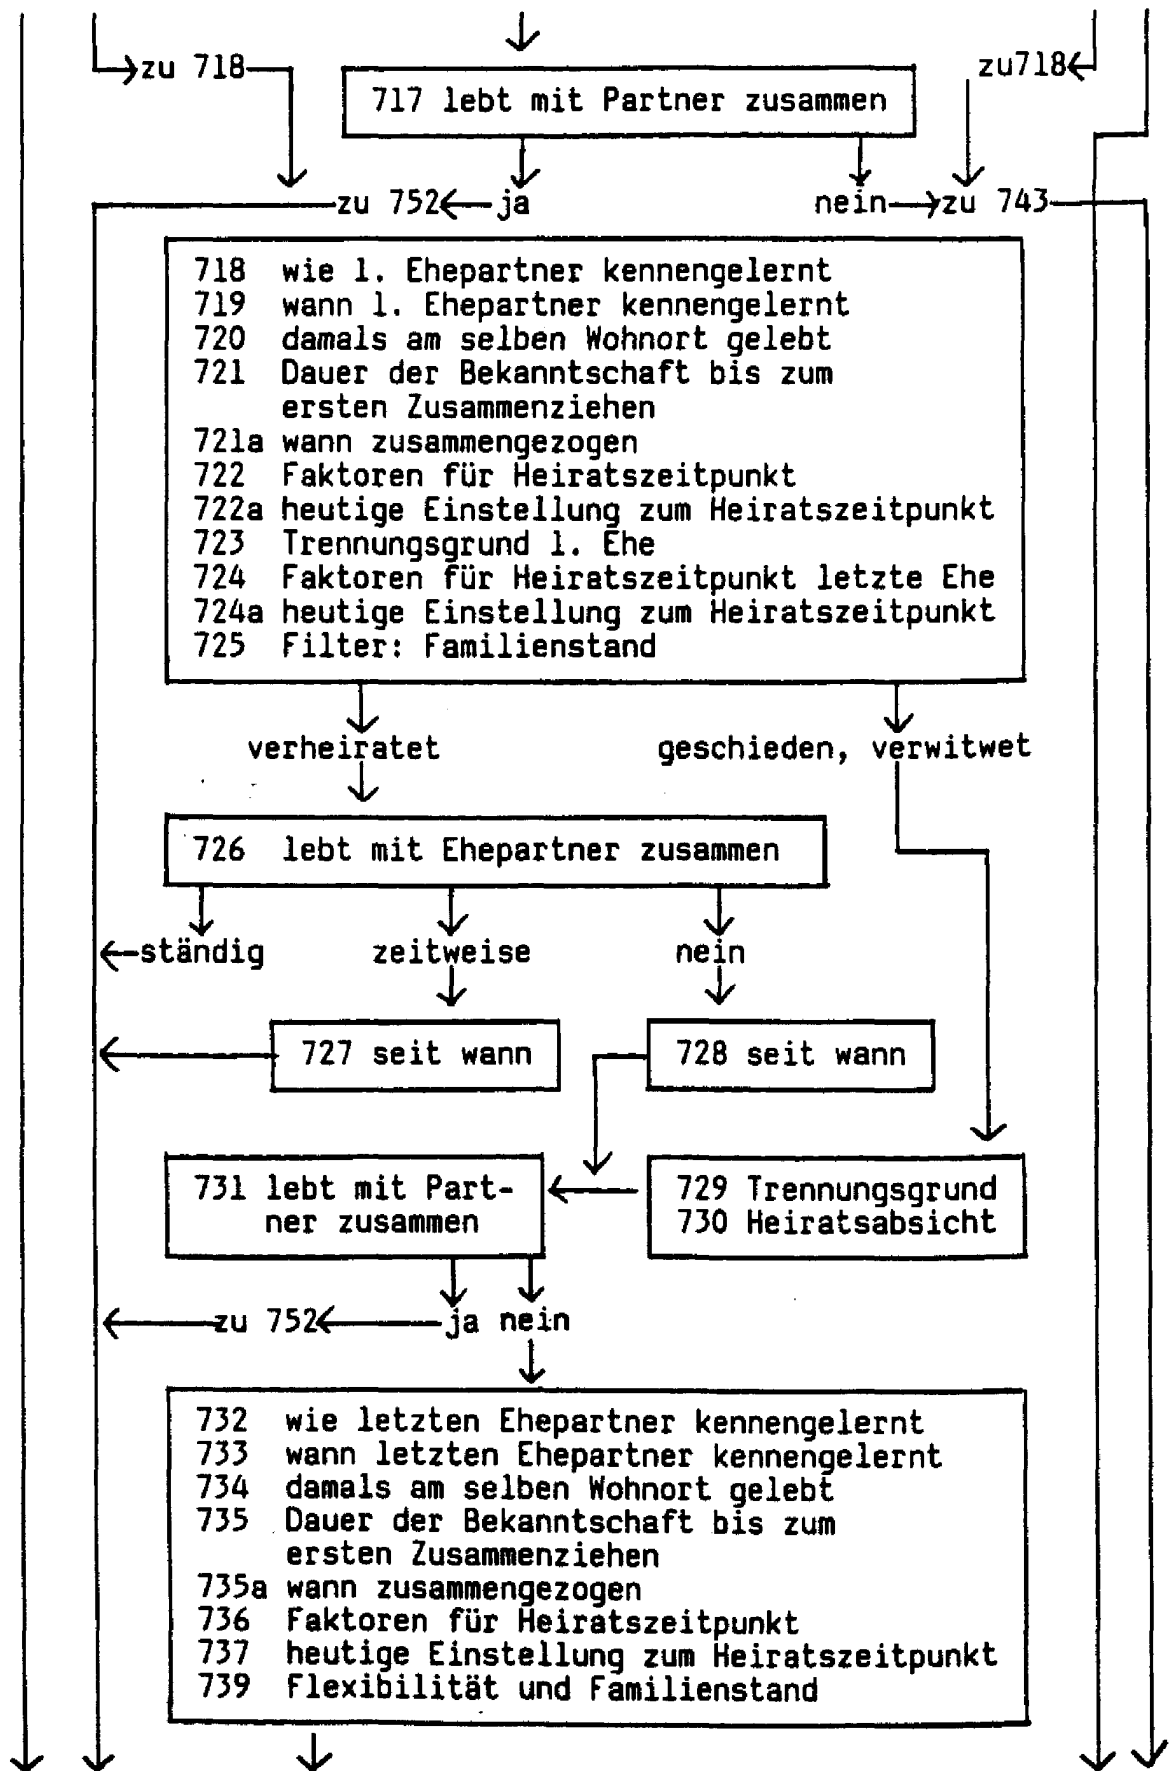 zu 718
zu718
717 lebt mit Partner zusammen
zu 752 ja nein zu 743
718 wie 1. Ehepartner kennengelernt
719 wann 1. Ehepartner kennengelernt
720 damals am selben Wohnort gelebt
721 Dauer der Bekanntschaft bis zum
ersten Zusammenziehen
721a wann zusammengezogen
722 Faktoren für Heiratszeitpunkt
722a heutige Einstellung zum Heiratszeitpunkt
723 Trennungsgrund 1. Ehe
724 Faktoren für Heiratszeitpunkt letzte Ehe
724a heutige Einstellung zum Heiratszeitpunkt
725 Filter: Familienstand
verheiratet geschieden, verwitwet
726 lebt mit Ehepartner zusammen
ständig zeitweise nein
727 seit wann
728 seit wann
731 lebt mit Part-
ner zusammen
729 Trennungsgrund
730 Heiratsabsicht
zu 752 ja nein
732 wie letzten Ehepartner kennengelernt
733 wann letzten Ehepartner kennengelernt
734 damals am selben Wohnort gelebt
735 Dauer der Bekanntschaft bis zum
ersten Zusammenziehen
735a wann zusammengezogen
736 Faktoren für Heiratszeitpunkt
737 heutige Einstellung zum Heiratszeitpunkt
739 Flexibilität und Familienstand